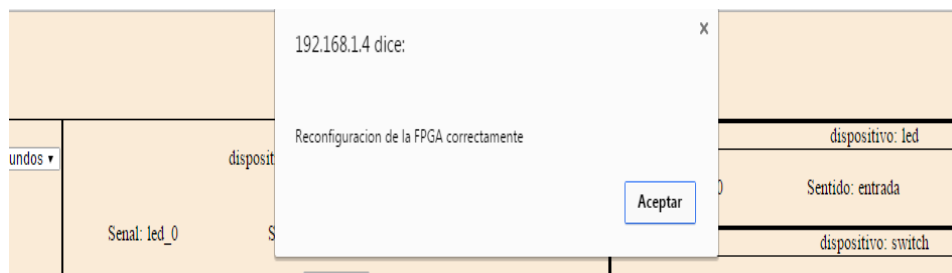 192.168.1.4 dice:
x
Reconfiguracion de la FPGA correctamente
Aceptar
undos
disposit
Senal: led_0
S
dispositivo: led
0
Sentido: entrada
dispositivo: switch